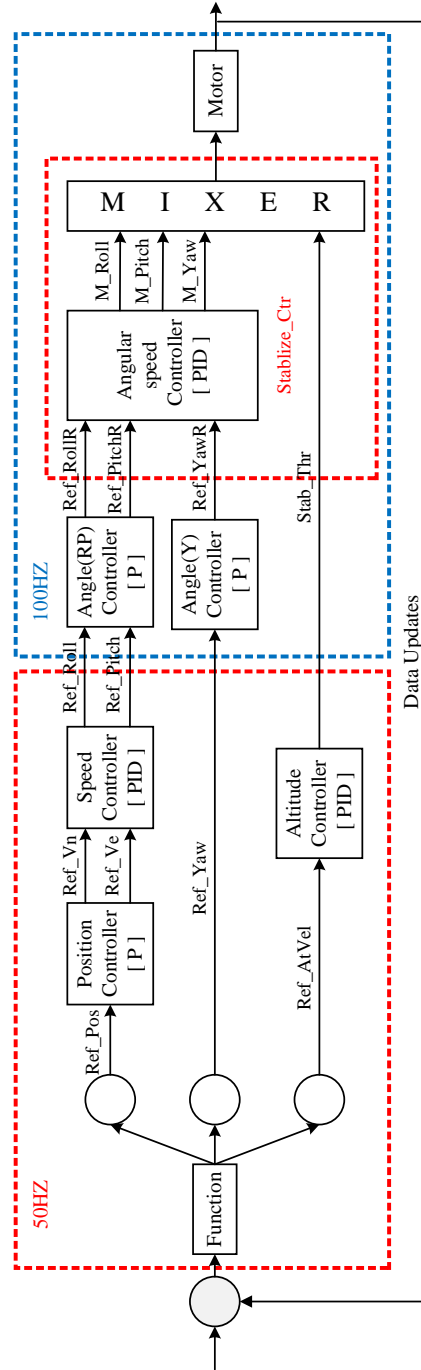 50HZ
Function
Ref_Pos
Position
Controller
[ P ]
Ref_Vn
Ref_Ve
Speed
Controller
[ PID ]
Ref_Roll
Ref_Pitch
Ref_Yaw
Ref_AtVel
Altitude
Controller
[ PID ]
100HZ
Angle(RP)
Controller
[ P ]
Angle(Y)
Controller
[ P ]
Ref_RollR
Ref_PitchR
Ref_YawR
Stab_Thr
Angular
speed
Controller
[ PID ]
Stablize_Ctr
M_Roll
M_Pitch
M_Yaw
M I X E R
Motor
Data Updates